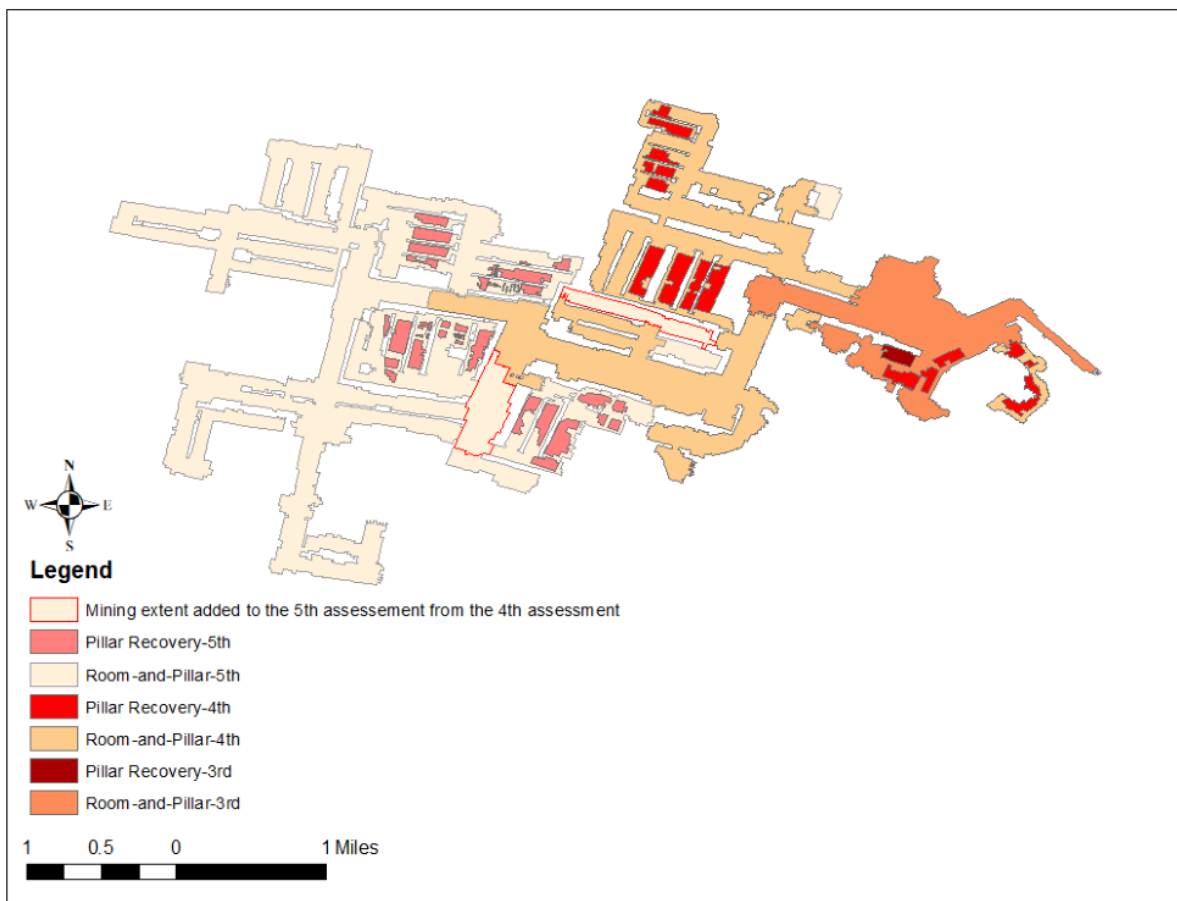 N
W E
S
Legend
Mining extent added to the 5th assessement from the 4th assessment
Pillar Recovery-5th
Room-and-Pillar-5th
Pillar Recovery-4th
Room-and-Pillar-4th
Pillar Recovery-3rd
Room-and-Pillar-3rd
1 0.5 0 1 Miles